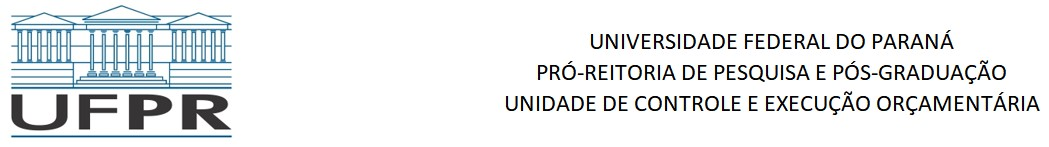 UFPR
UNIVERSIDADE FEDERAL DO PARANÁ
PRÓ-REITORIA DE PESQUISA E PÓS-GRADUAÇÃO
UNIDADE DE CONTROLE E EXECUÇÃO ORÇAMENTÁRIA